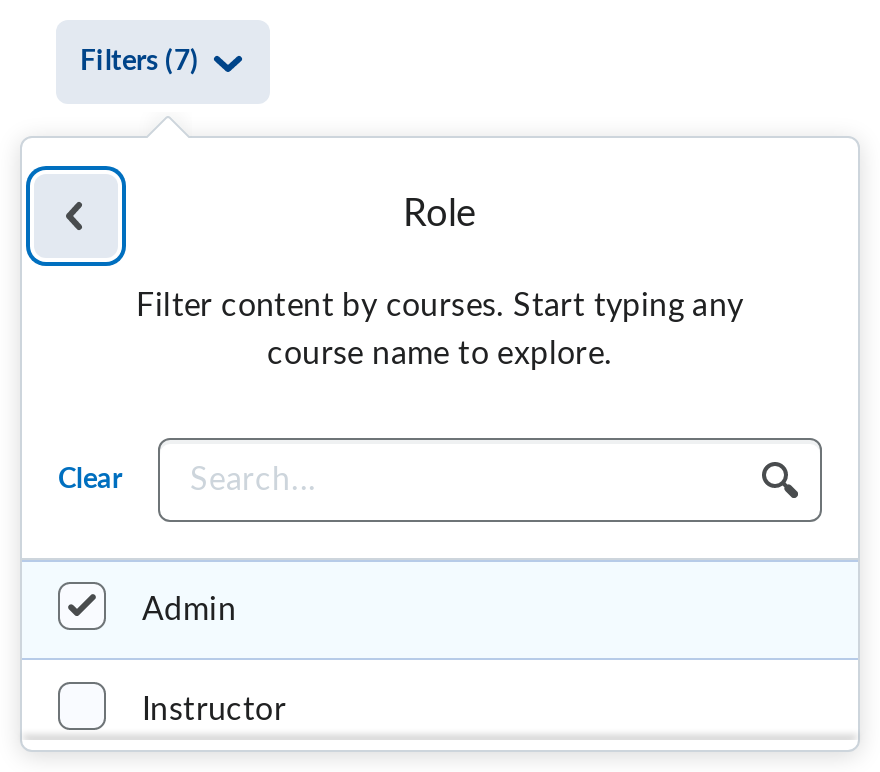 Filters (7)
Role
Filter content by courses. Start typing any
course name to explore.
Clear
Search...
Admin
Instructor